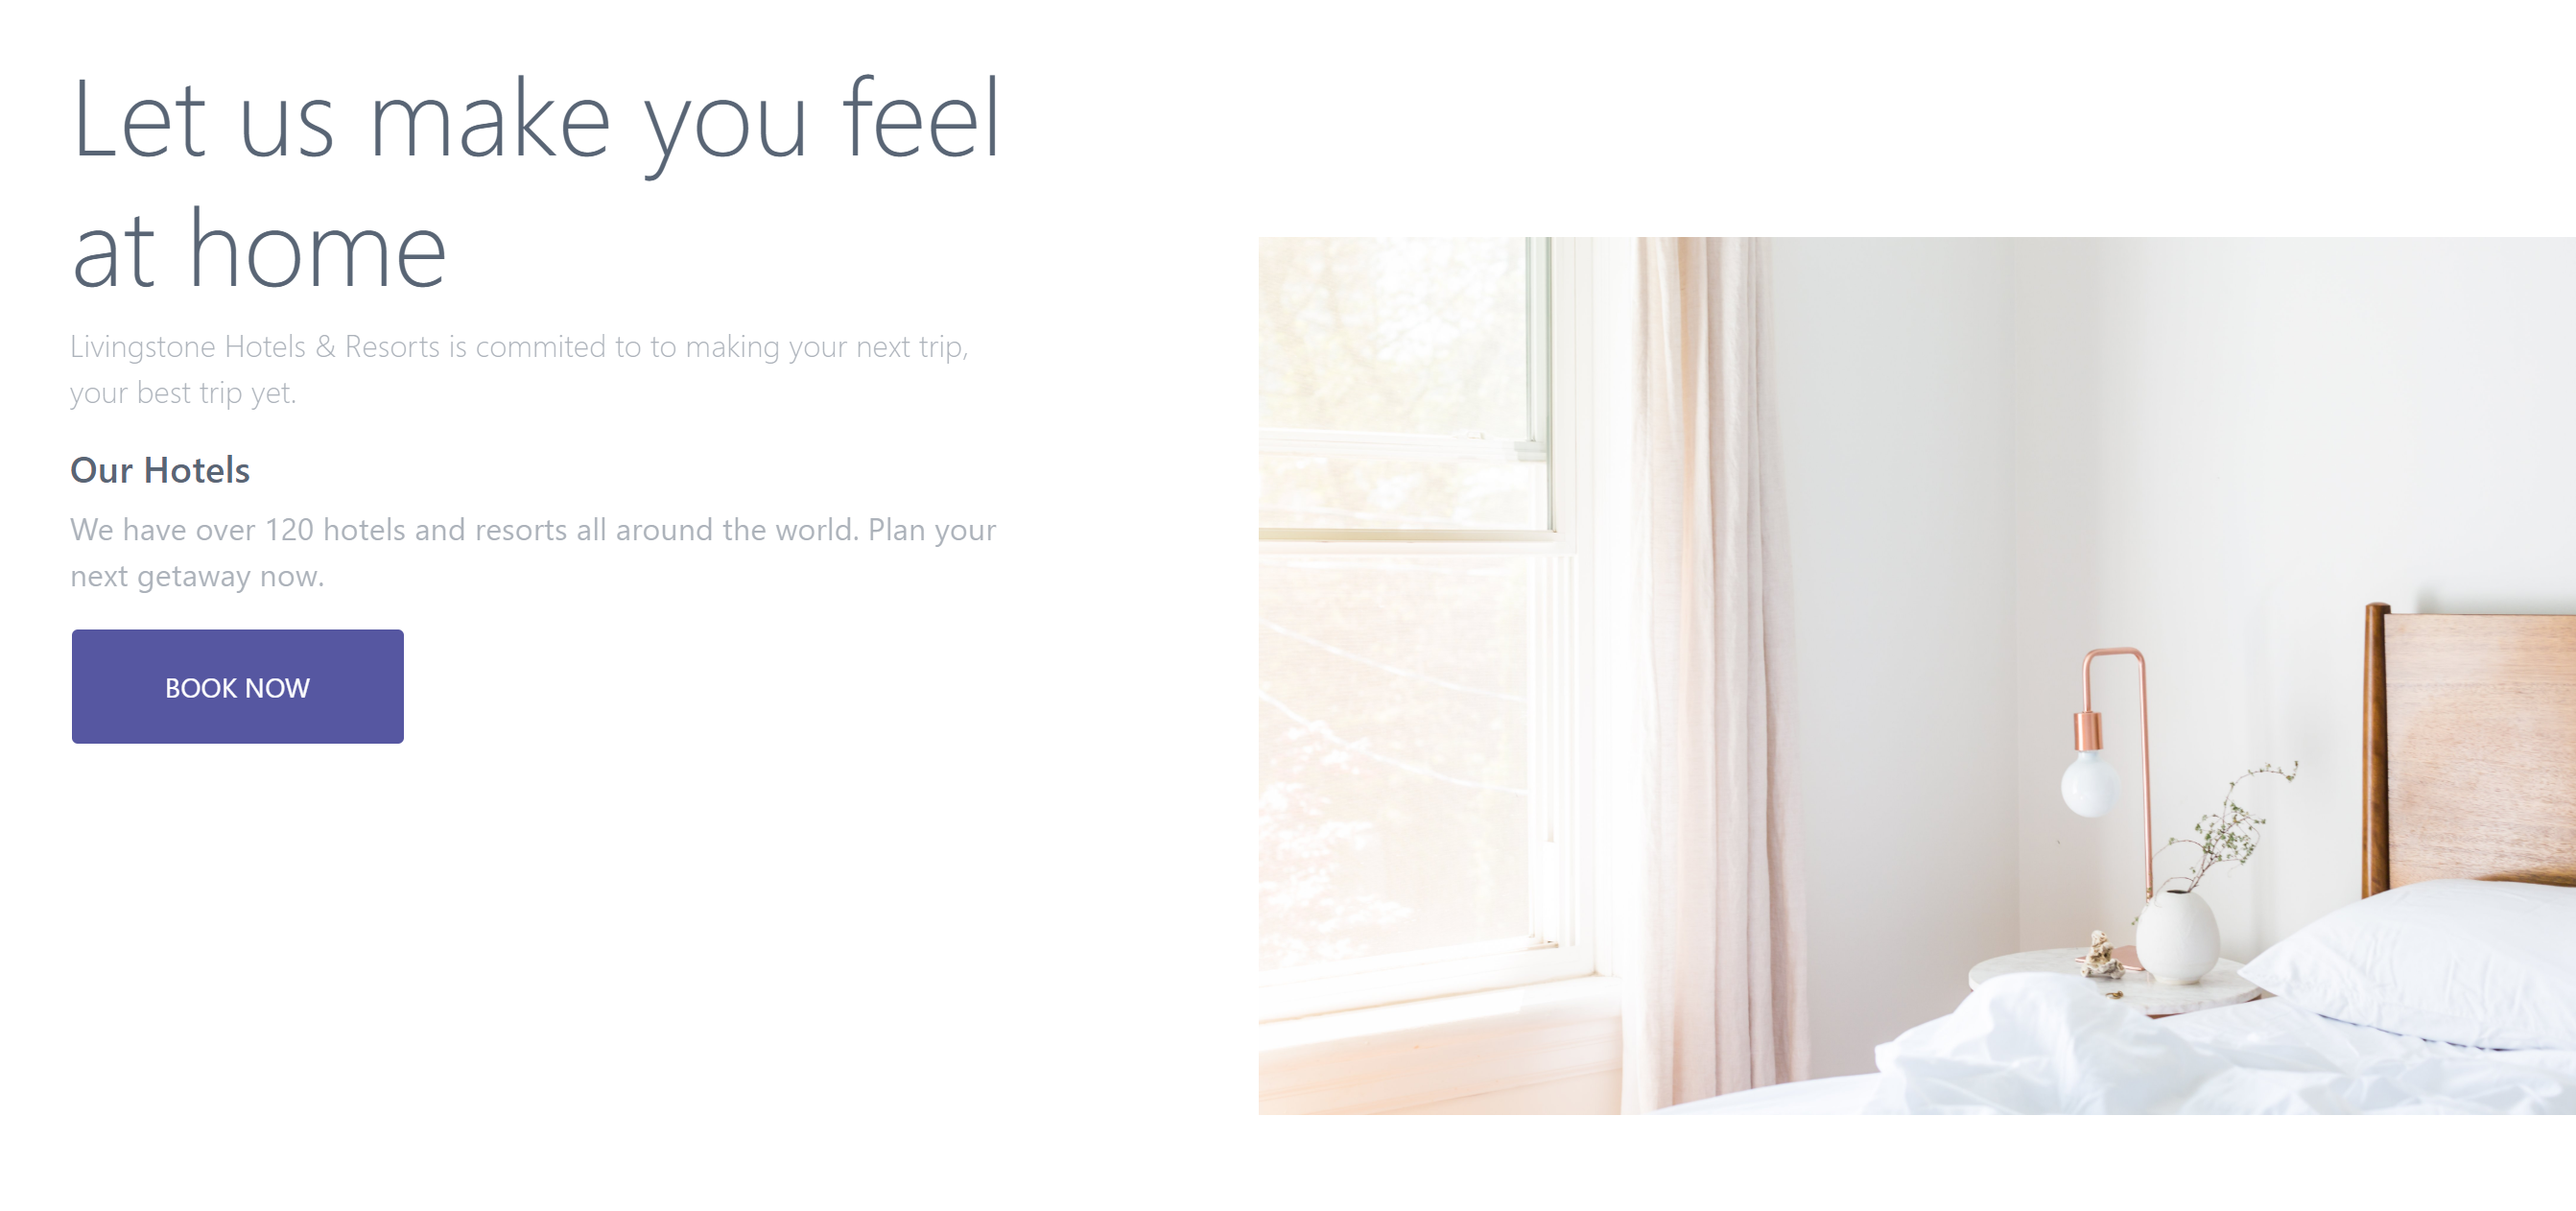 Let us make you feel
at home
Livingstone Hotels & Resorts is commited to to making your next trip,
your best trip yet.
Our Hotels
We have over 120 hotels and resorts all around the world. Plan your
next getaway now.
BOOK NOW